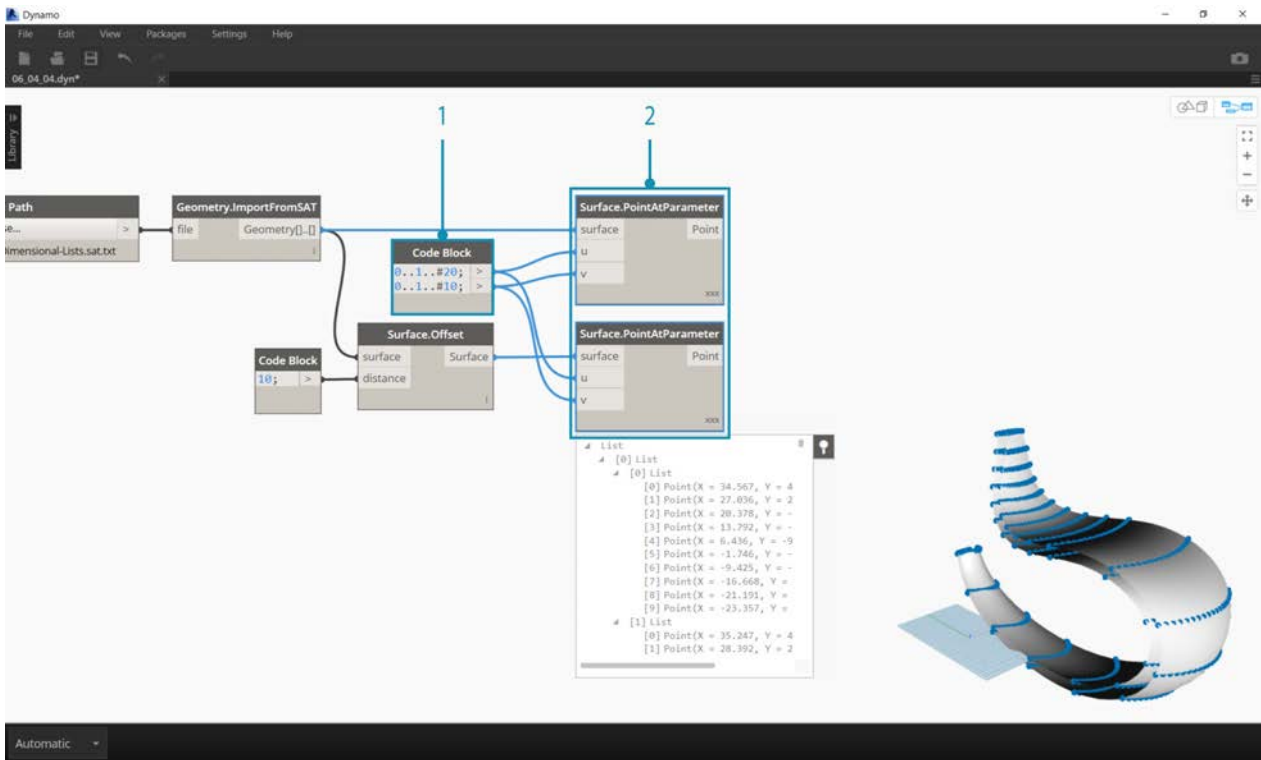 Dynamo
File Edit View Packages Settings Help
06_04_04.dyn*
Library
1
2
Path
e...
>
Dimensional-Lists.sat.txt
Geometry.ImportFromSAT
file Geometry[]..[]
Code Block
0..1..#20; >
0..1..#10; >
Surface.PointAtParameter
surface Point
u
v
xxx
Surface.Offset
surface Surface
distance
Code Block
10; >
Surface.PointAtParameter
surface Point
u
v
xxx
List
[0] List
[0] List
[0] Point(X = 34.567, Y = 4
[1] Point(X = 27.036, Y = 2
[2] Point(X = 20.378, Y = -
[3] Point(X = 13.792, Y = -
[4] Point(X = 6.436, Y = -9
[5] Point(X = -1.746, Y = -
[6] Point(X = -9.425, Y = -
[7] Point(X = -16.668, Y =
[8] Point(X = -21.191, Y =
[9] Point(X = -23.357, Y =
[1] List
[0] Point(X = 35.247, Y = 4
[1] Point(X = 28.392, Y = 2
Automatic